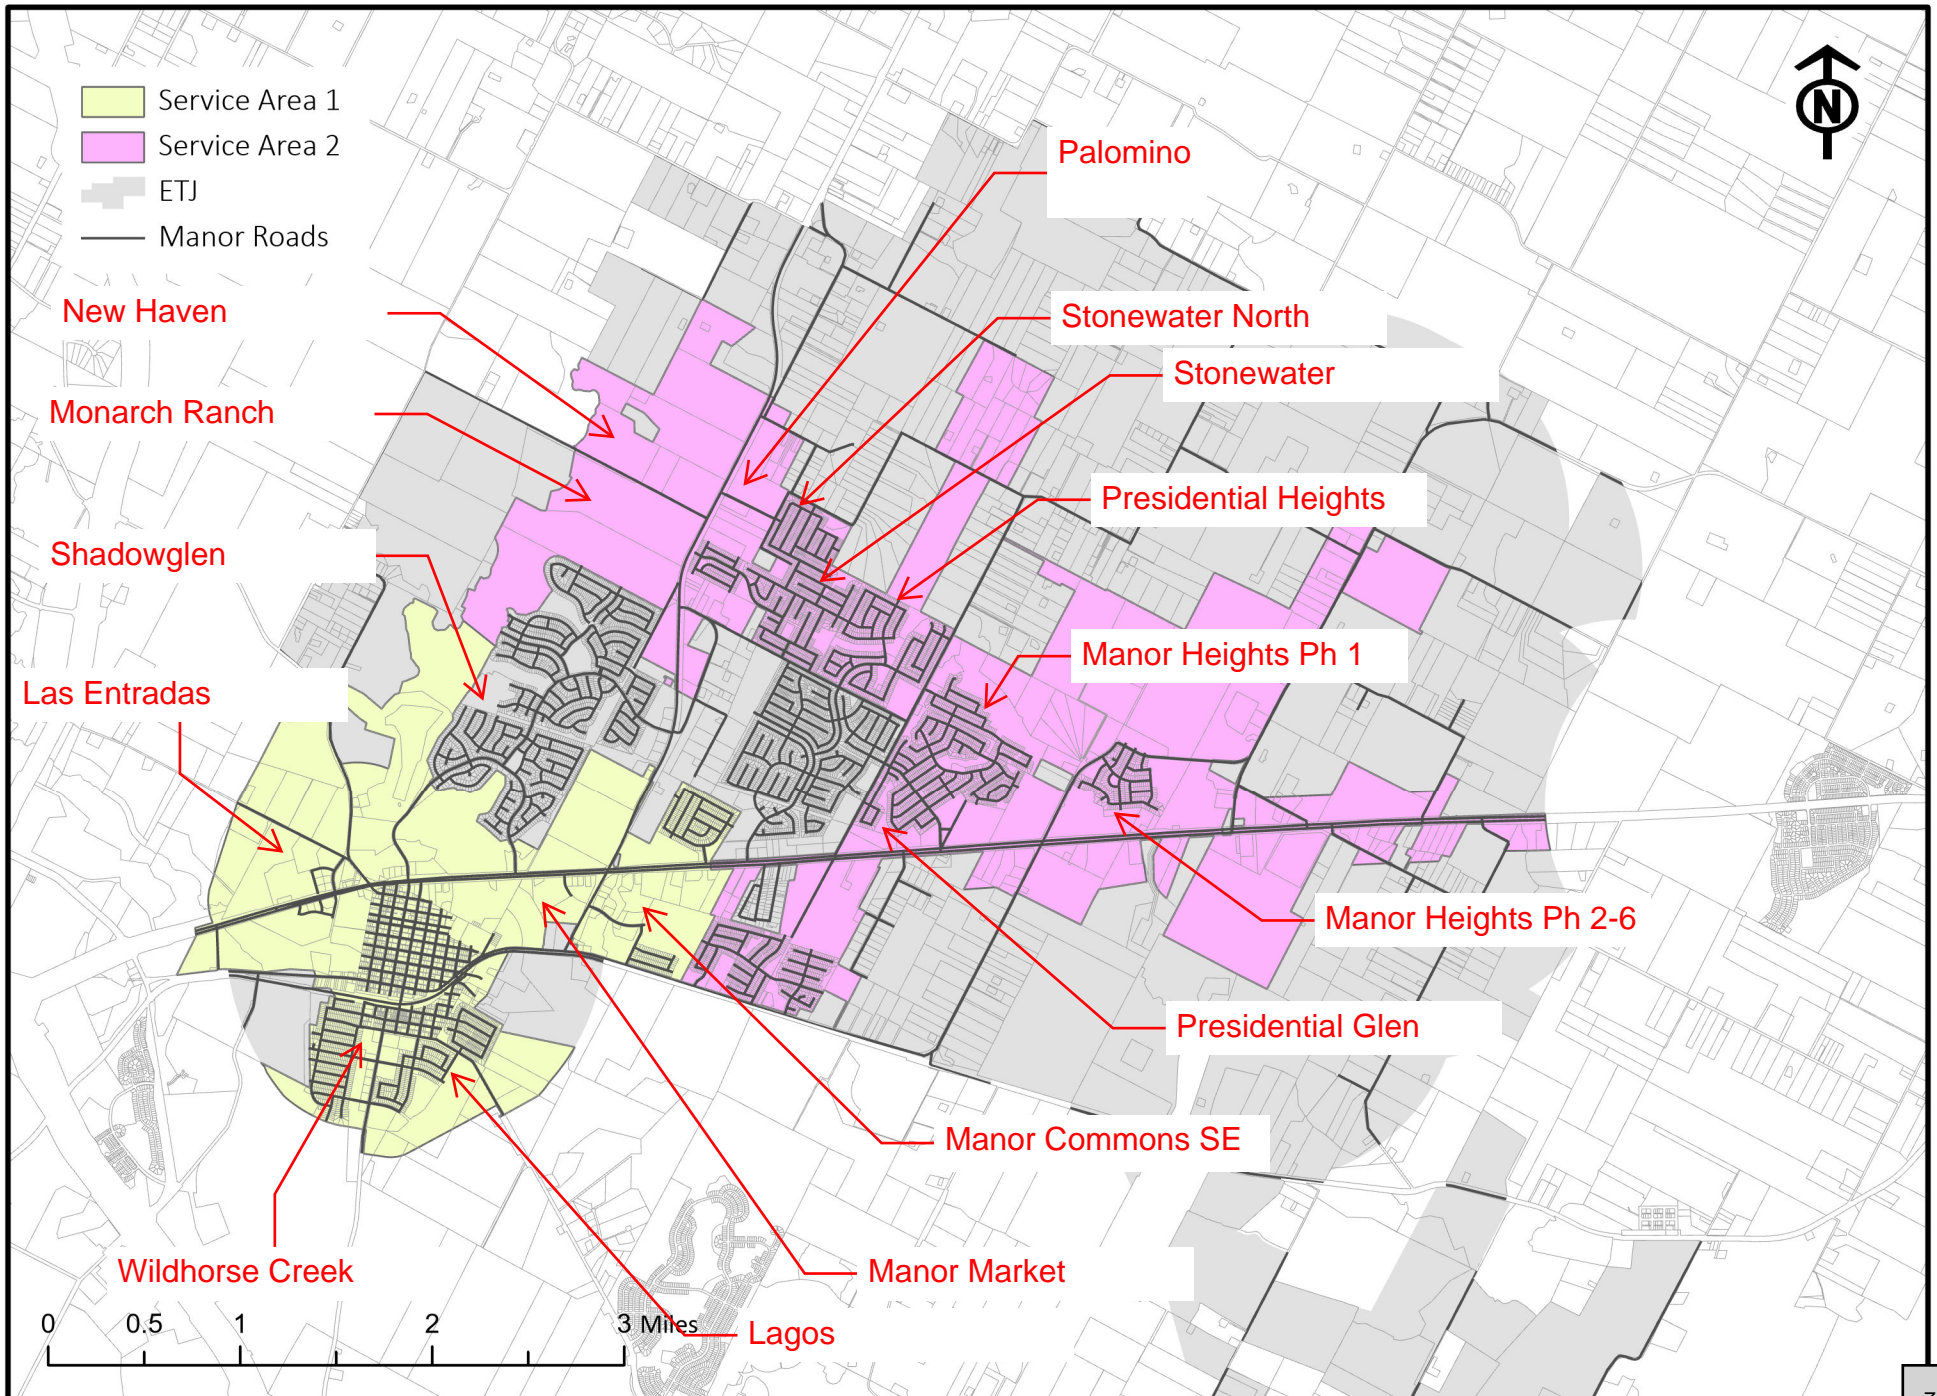 Service Area 1
Service Area 2
ETJ
Manor Roads
N
Palomino
New Haven
Stonewater North
Stonewater
Monarch Ranch
Presidential Heights
Shadowglen
Manor Heights Ph 1
Las Entradas
Manor Heights Ph 2-6
Presidential Glen
Manor Commons SE
Wildhorse Creek
Manor Market
Lagos
0 0.5 1 2 3 Miles